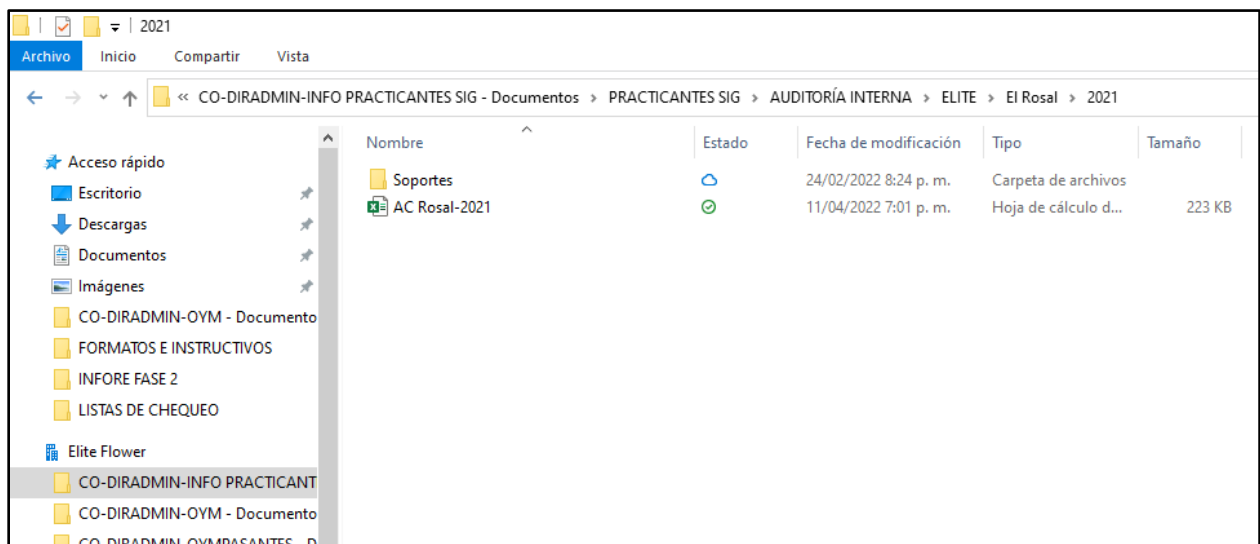 2021
Archivo Inicio Compartir Vista
« CO-DIRADMIN-INFO PRACTICANTES SIG - Documentos › PRACTICANTES SIG › AUDITORÍA INTERNA › ELITE › El Rosal › 2021
Nombre Estado Fecha de modificación Tipo Tamaño
Acceso rápido
Escritorio
Descargas
Documentos
Imágenes
CO-DIRADMIN-OYM - Documento
FORMATOS E INSTRUCTIVOS
INFORE FASE 2
LISTAS DE CHEQUEO
Elite Flower
CO-DIRADMIN-INFO PRACTICANT
CO-DIRADMIN-OYM - Documento
CO-DIRADMIN-OYMPASANTES - D
Soportes 24/02/2022 8:24 p. m. Carpeta de archivos
AC Rosal-2021 11/04/2022 7:01 p. m. Hoja de cálculo d... 223 KB